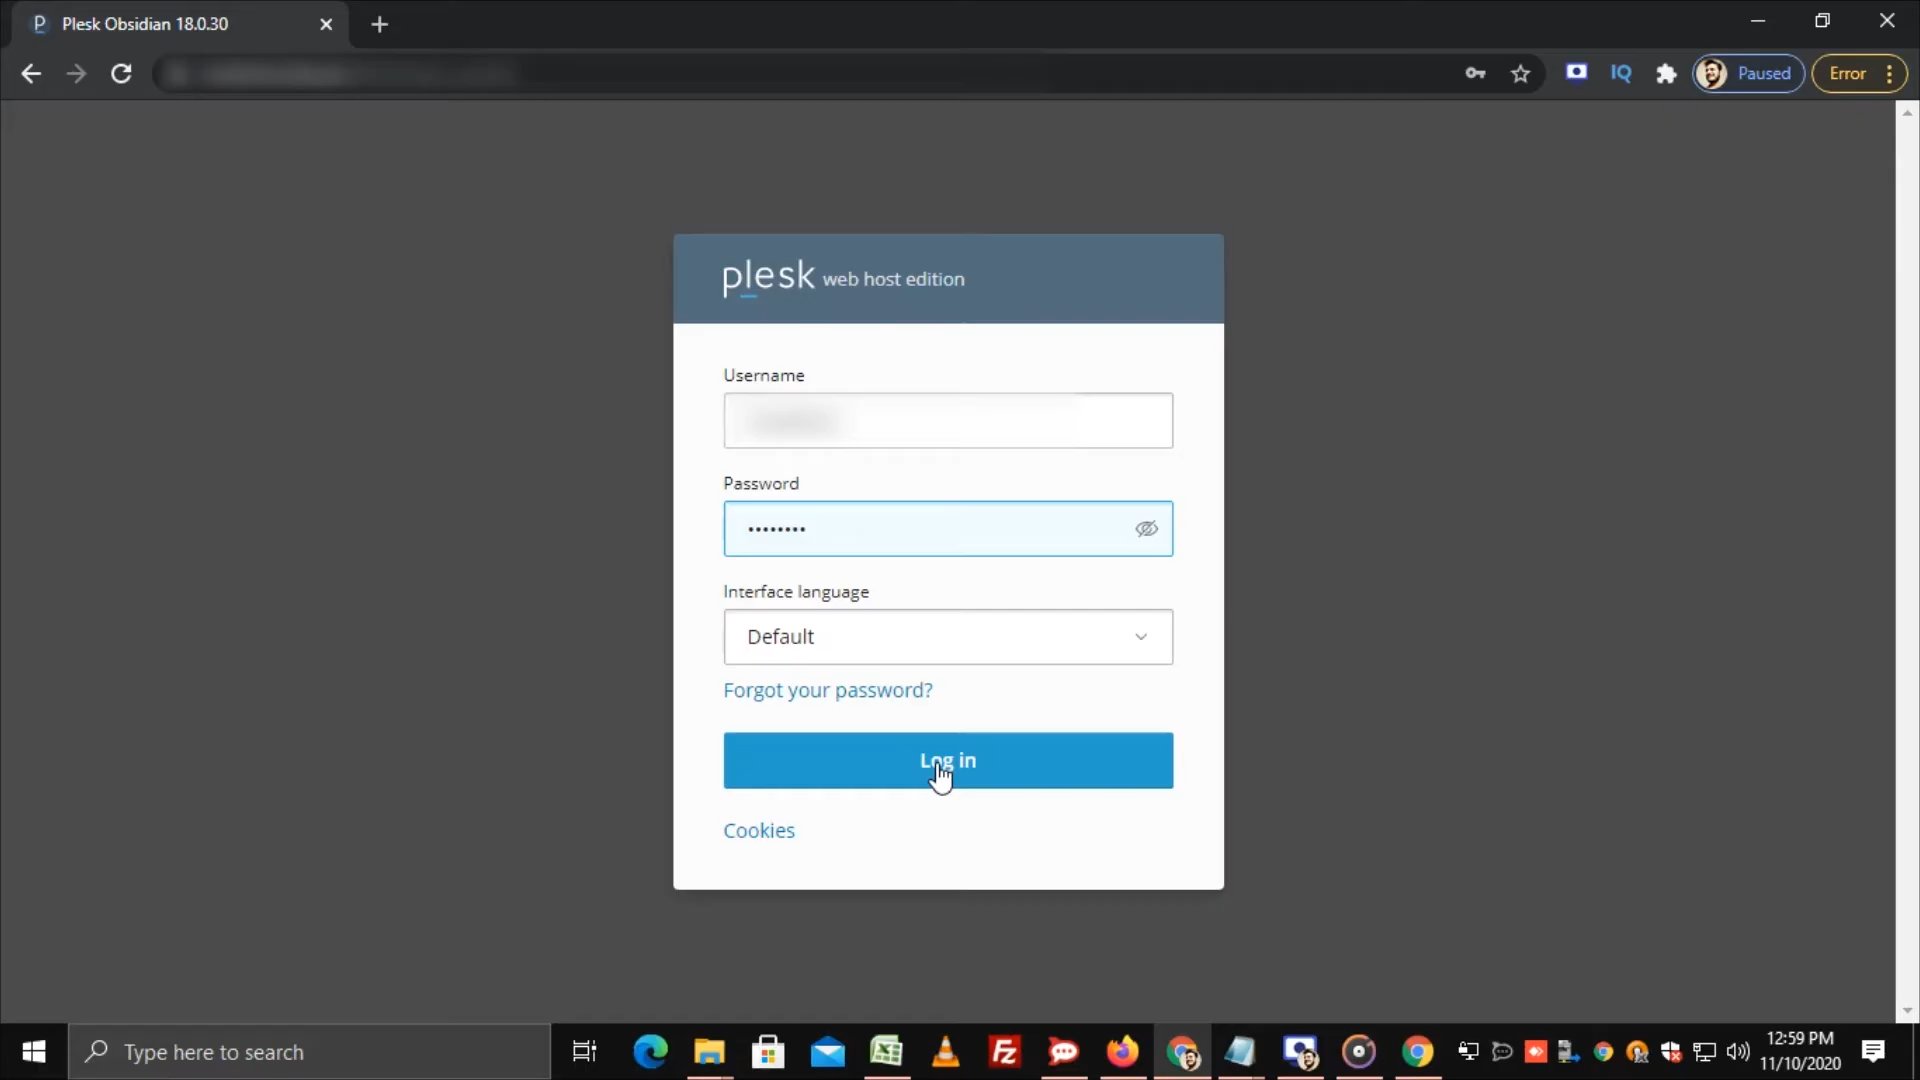 Plesk Obsidian 18.0.30
IQ
Paused
Error
plesk web host edition
Username
Password
Interface language
Default
Forgot your password?
Log in
Cookies
Type here to search
12:59 PM
11/10/2020